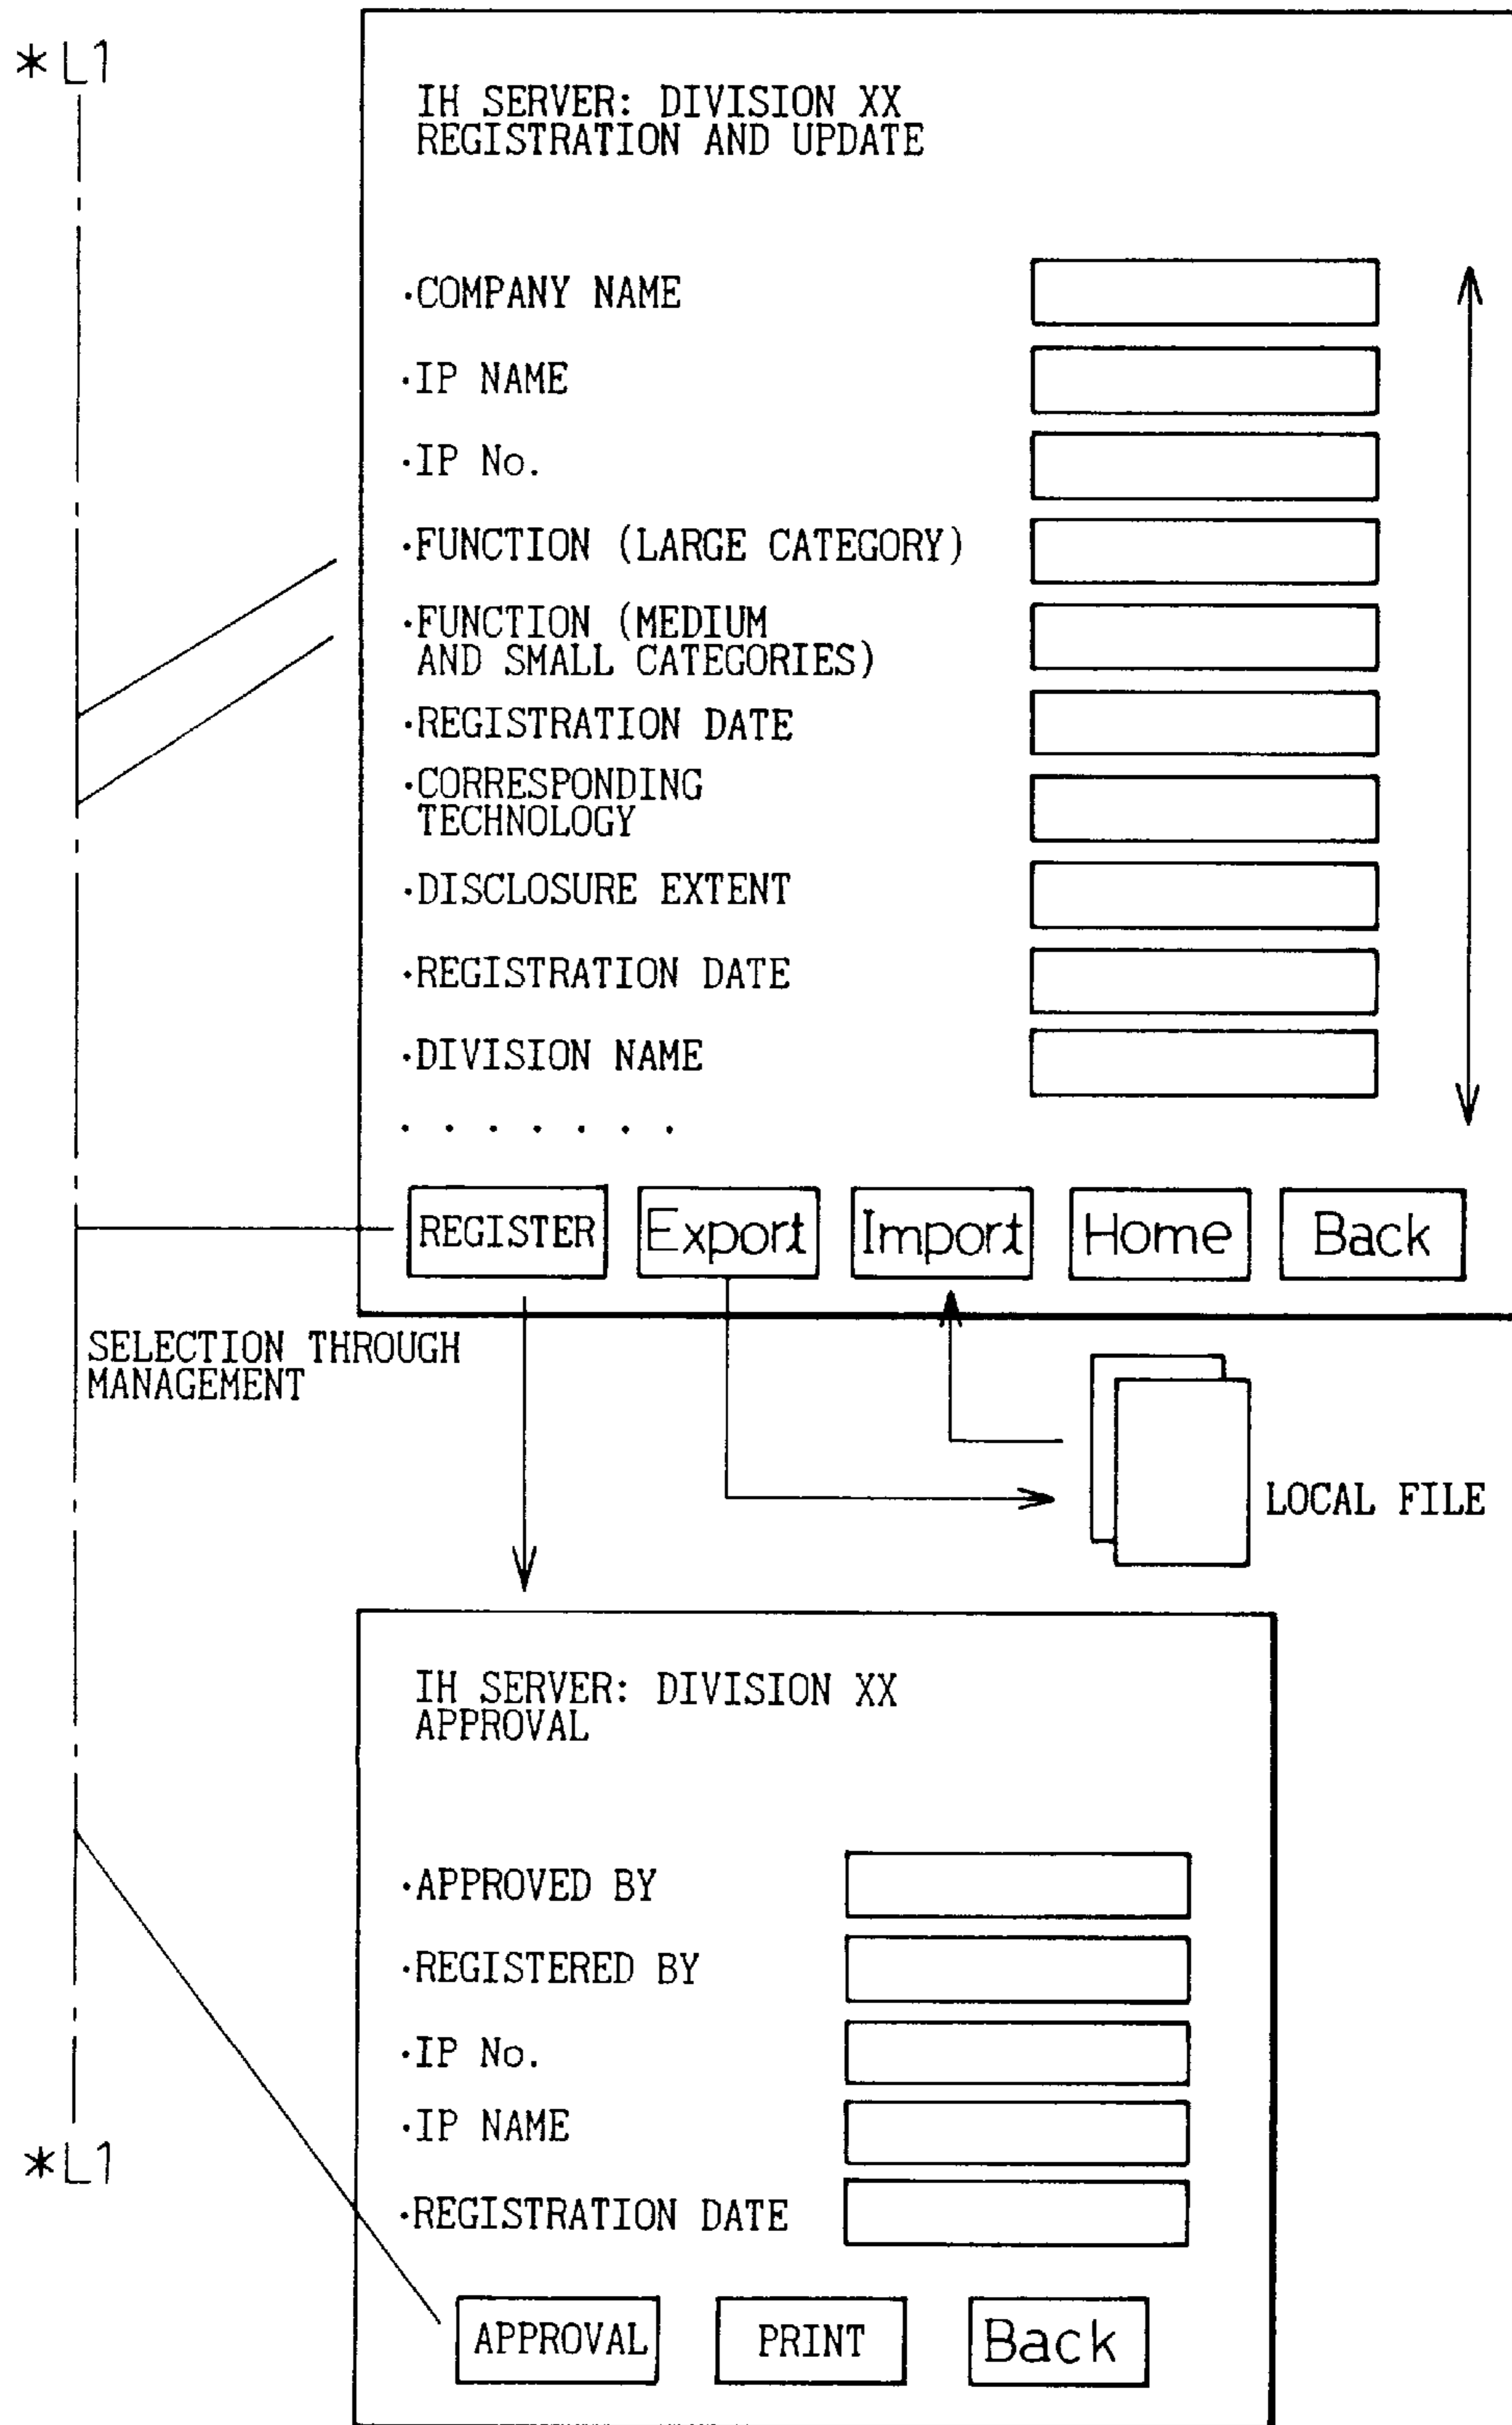 *L1
IH SERVER: DIVISION XX
REGISTRATION AND UPDATE
·COMPANY NAME
·IP NAME
·IP No.
·FUNCTION (LARGE CATEGORY)
·FUNCTION (MEDIUM
AND SMALL CATEGORIES)
·REGISTRATION DATE
·CORRESPONDING
TECHNOLOGY
·DISCLOSURE EXTENT
·REGISTRATION DATE
·DIVISION NAME
. . . . . . .
REGISTER Export Import Home Back
SELECTION THROUGH
MANAGEMENT
LOCAL FILE
IH SERVER: DIVISION XX
APPROVAL
·APPROVED BY
·REGISTERED BY
·IP No.
·IP NAME
*L1
·REGISTRATION DATE
APPROVAL PRINT Back